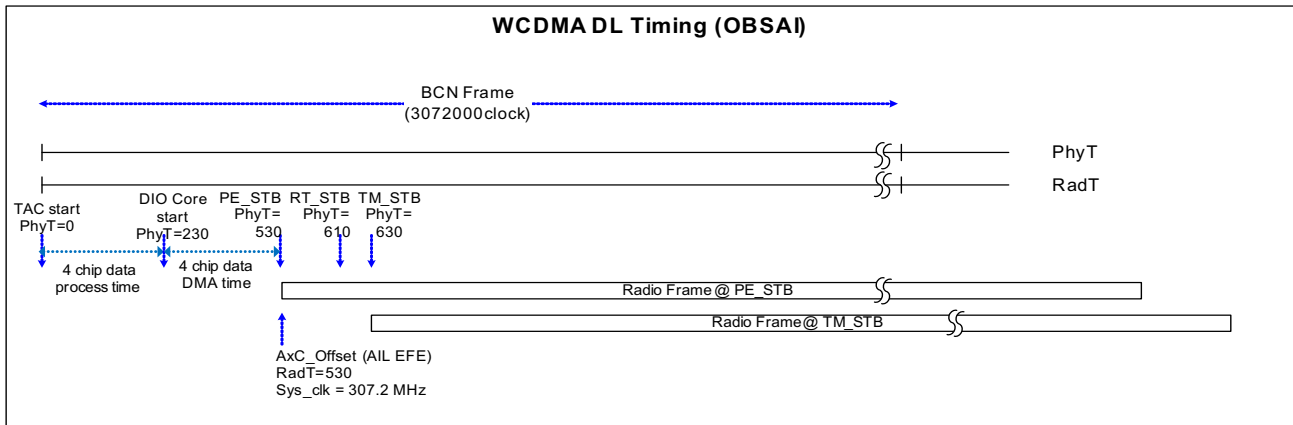 WCDMA DL Timing (OBSAI)
BCN Frame
(3072000clock)
PhyT
RadT
TAC start
PhyT=0
DIO Core
start
PhyT=230
PE_STB
PhyT=
530
RT_STB
PhyT=
610
TM_STB
PhyT=
630
4 chip data
process time
4 chip data
DMA time
Radio Frame @ PE_STB
Radio Frame@ TM_STB
AxC_Offset (AIL EFE)
RadT=530
Sys_clk = 307.2 MHz